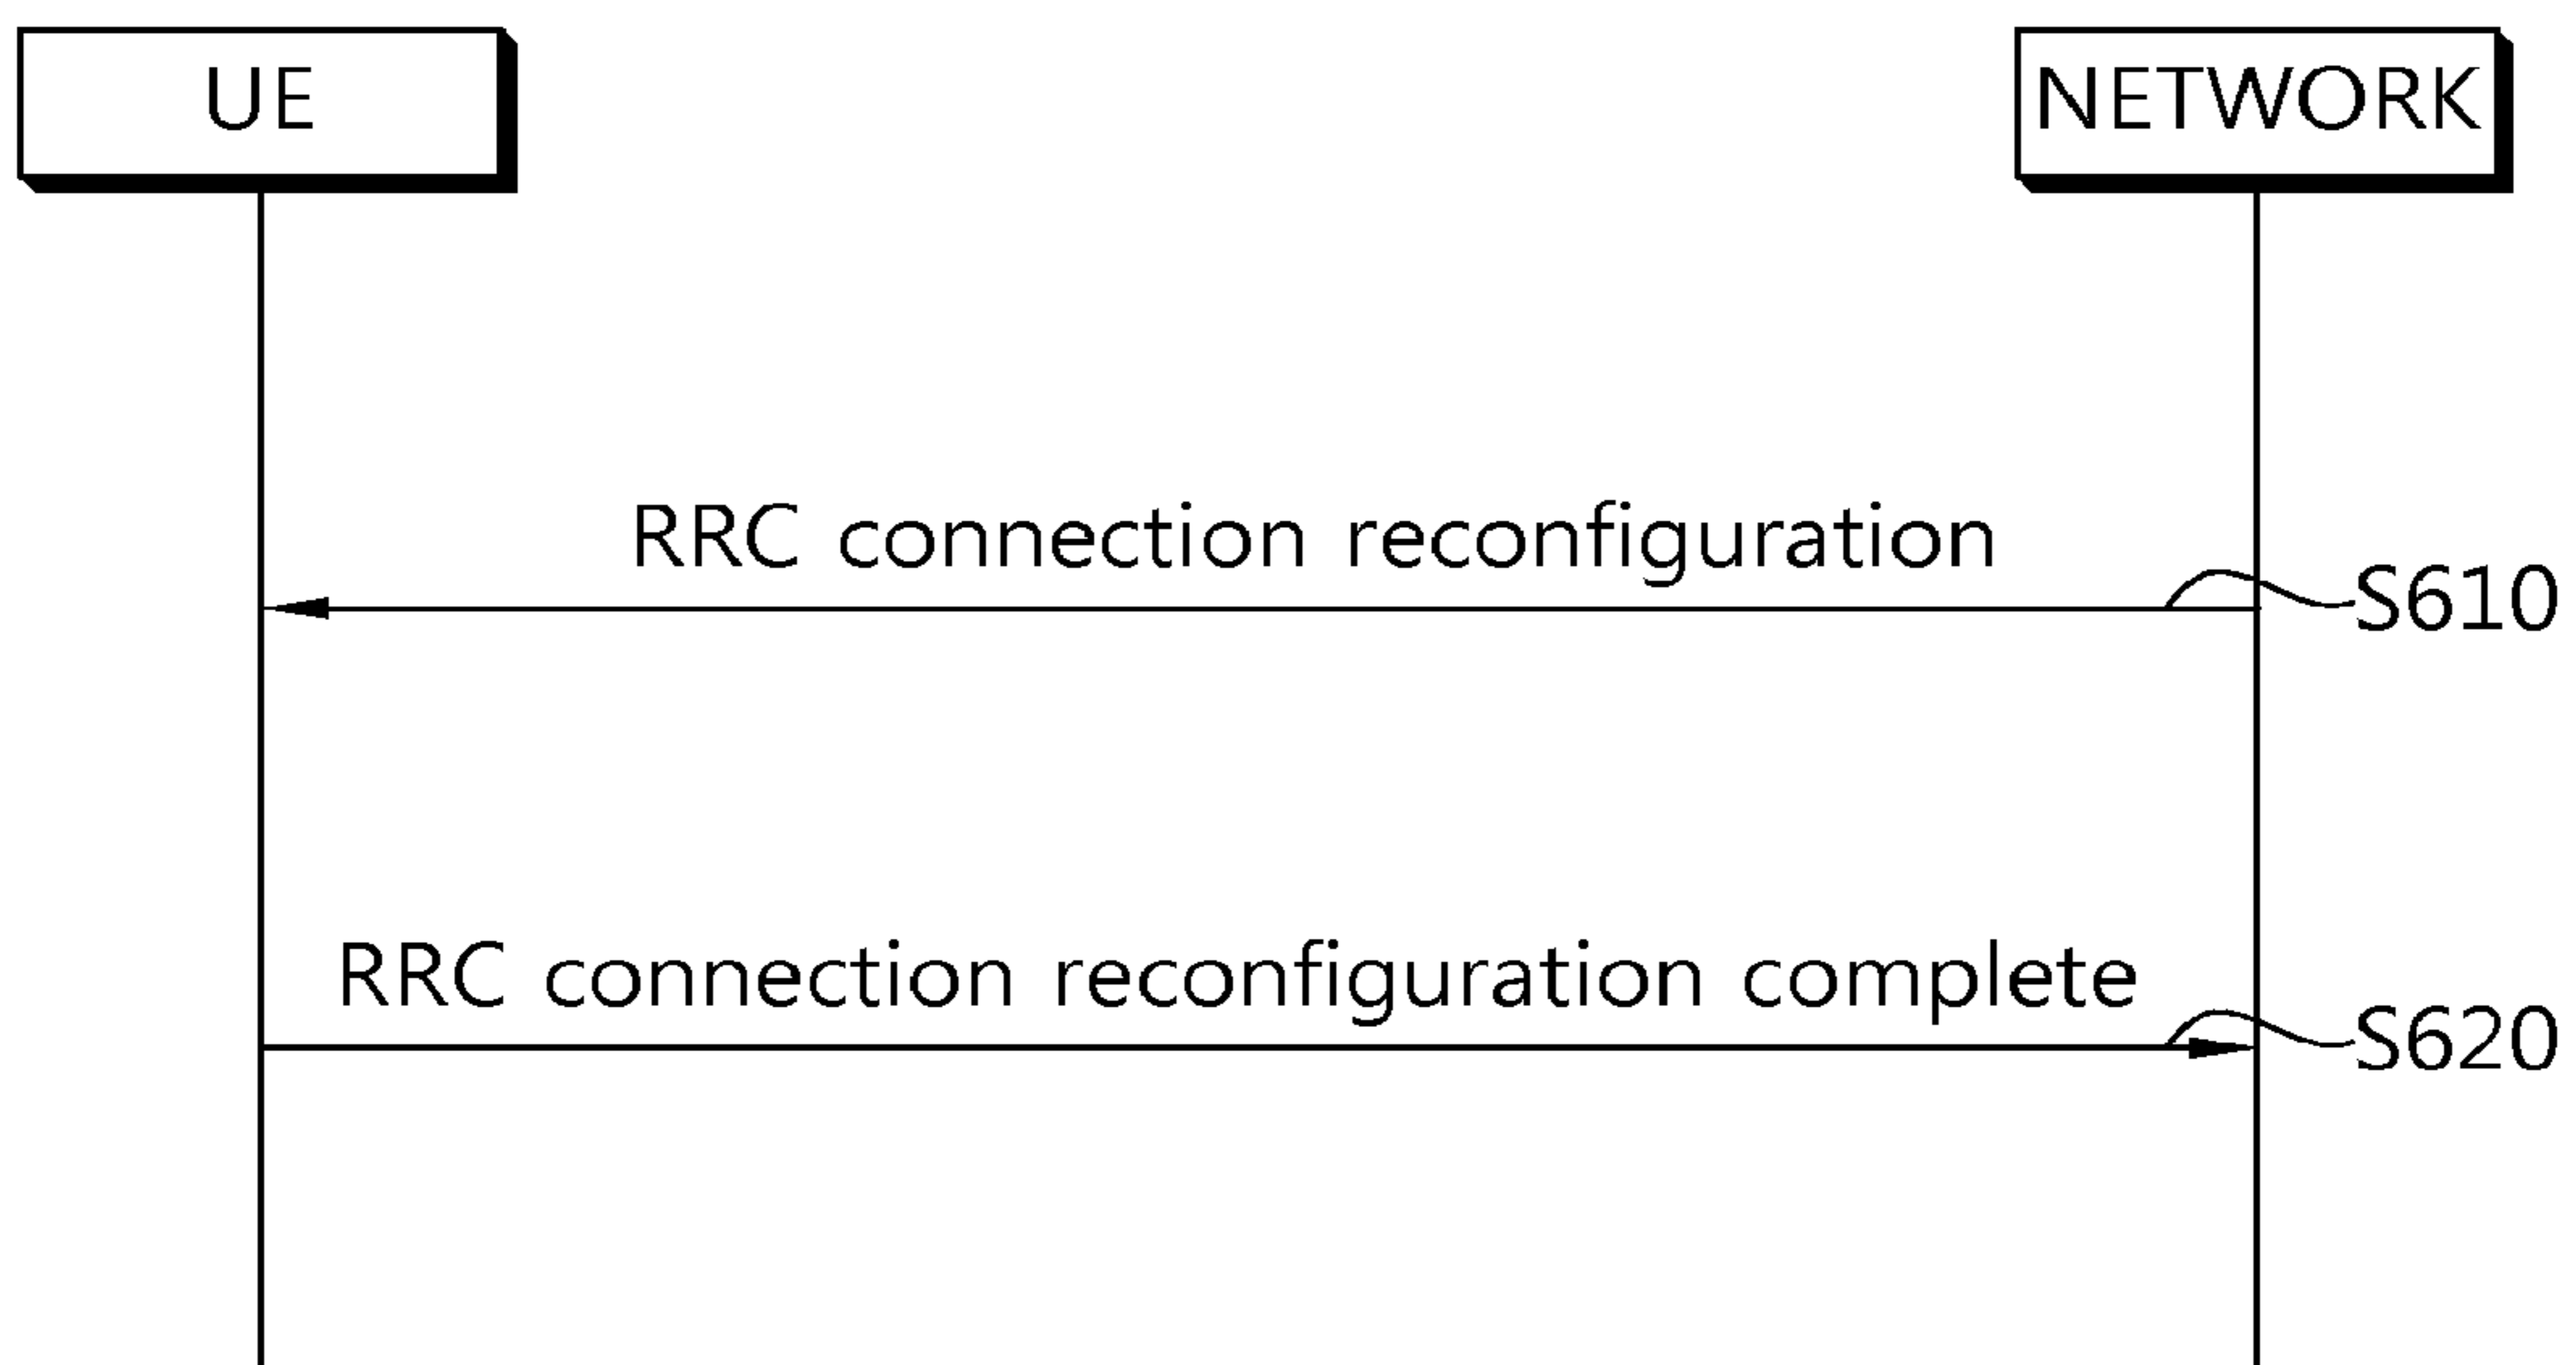 UE
NETWORK
RRC connection reconfiguration
S610
RRC connection reconfiguration complete
S620